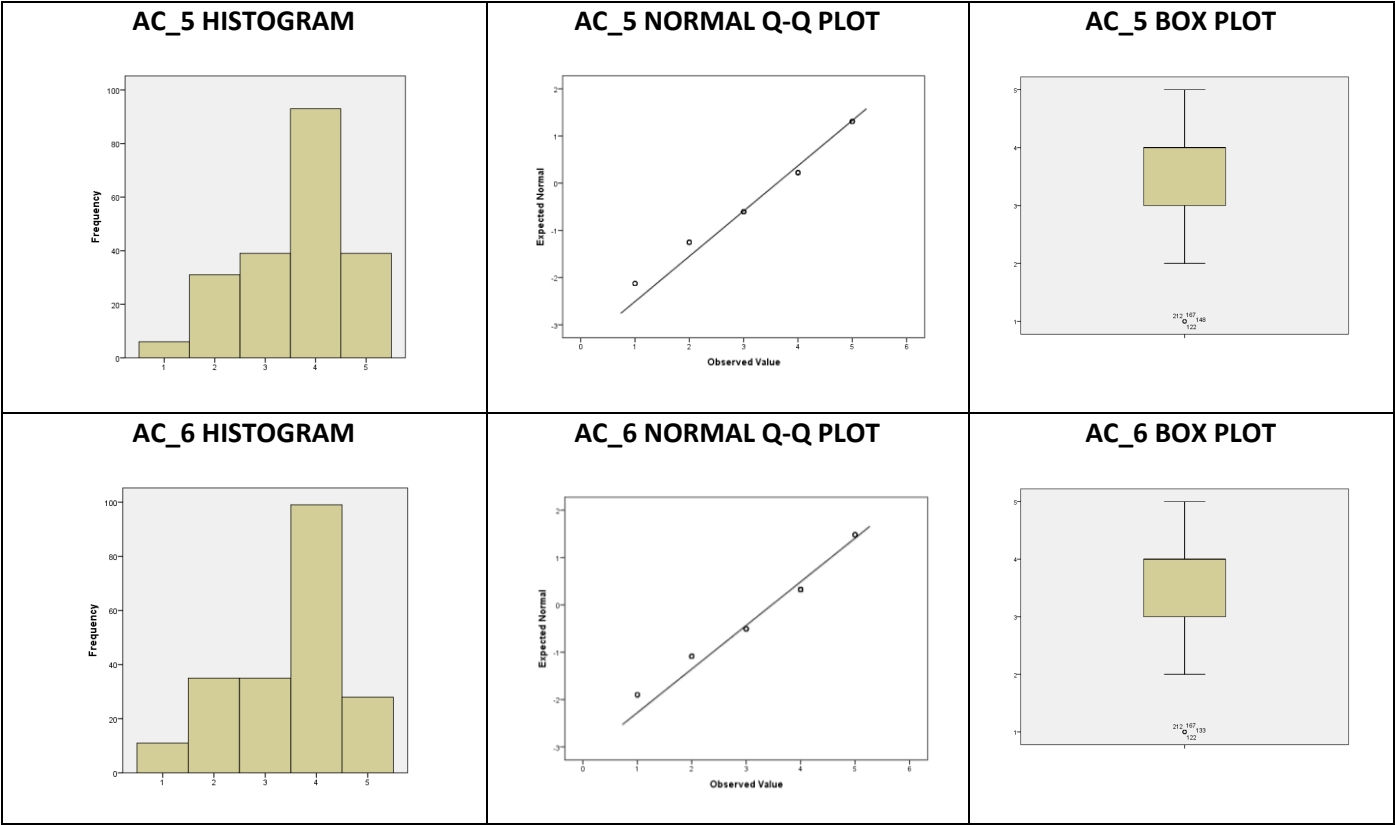 AC_5 HISTOGRAM
AC_5 NORMAL Q-Q PLOT
AC_5 BOX PLOT
100
80
60
40
20
0
Frequency
1 2 3 4 5
2
1
0
-1
-2
-3
Expected Normal
0 1 2 3 4 5 6
Observed Value
5
4
3
2
1
212 167 148
122
AC_6 HISTOGRAM
AC_6 NORMAL Q-Q PLOT
AC_6 BOX PLOT
100
80
60
40
20
0
Frequency
1 2 3 4 5
2
1
0
-1
-2
-3
Expected Normal
0 1 2 3 4 5 6
Observed Value
5
4
3
2
1
212 167 133
122